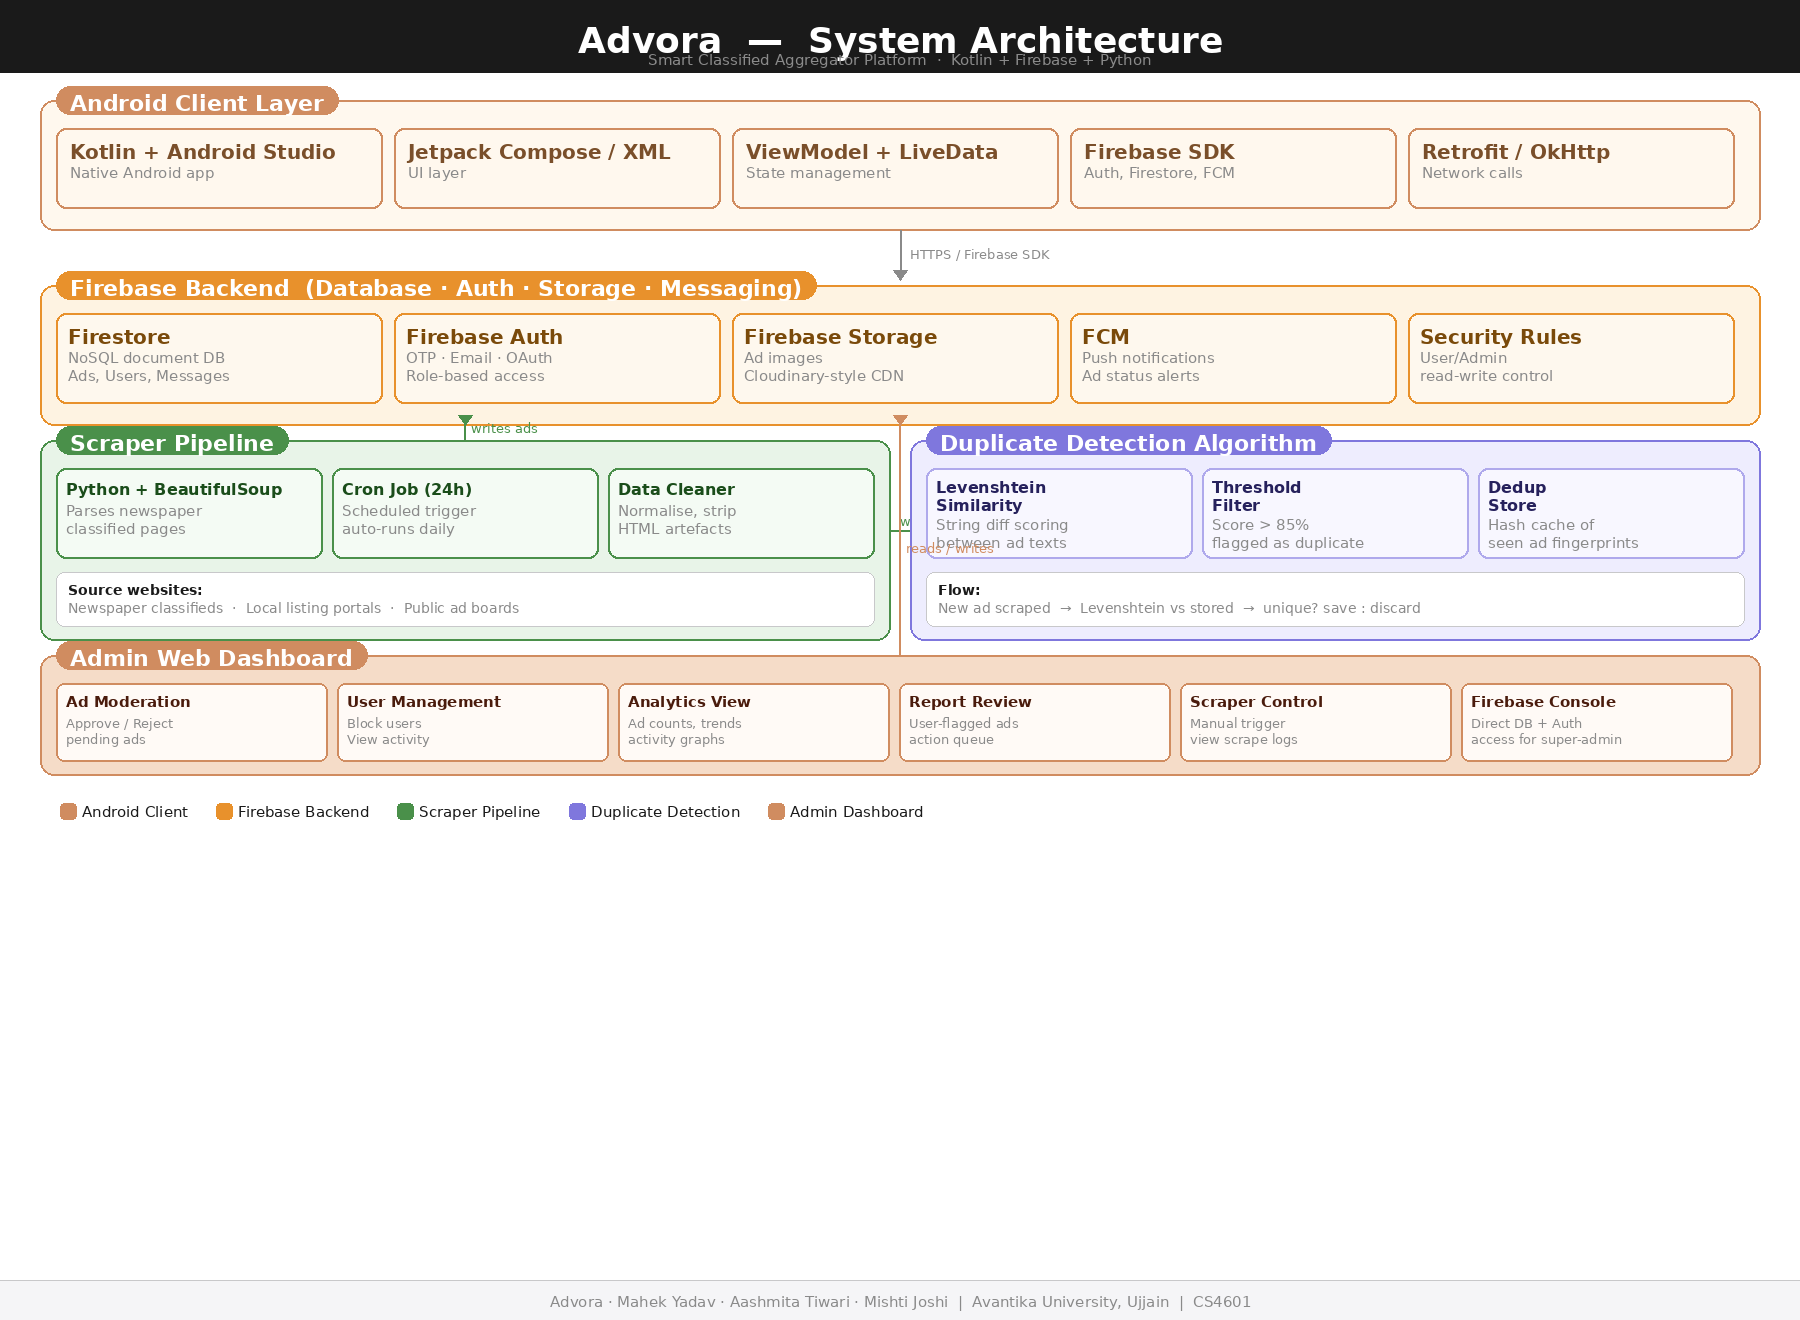 Advora — System Architecture
Smart Classified Aggregator Platform · Kotlin + Firebase + Python
Android Client Layer
Kotlin + Android Studio
Native Android app
Jetpack Compose / XML
UI layer
ViewModel + LiveData
State management
Firebase SDK
Auth, Firestore, FCM
Retrofit / OkHttp
Network calls
HTTPS / Firebase SDK
Firebase Backend (Database · Auth · Storage · Messaging)
Firestore
NoSQL document DB
Ads, Users, Messages
Firebase Auth
OTP · Email · OAuth
Role-based access
Firebase Storage
Ad images
Cloudinary-style CDN
FCM
Push notifications
Ad status alerts
Security Rules
User/Admin
read-write control
writes ads
Scraper Pipeline
Python + BeautifulSoup
Parses newspaper
classified pages
Cron Job (24h)
Scheduled trigger
auto-runs daily
Data Cleaner
Normalise, strip
HTML artefacts
Source websites:
Newspaper classifieds · Local listing portals · Public ad boards
reads / writes
Duplicate Detection Algorithm
Levenshtein
Similarity
String diff scoring
between ad texts
Threshold
Filter
Score > 85%
flagged as duplicate
Dedup
Store
Hash cache of
seen ad fingerprints
Flow:
New ad scraped → Levenshtein vs stored → unique? save : discard
Admin Web Dashboard
Ad Moderation
Approve / Reject
pending ads
User Management
Block users
View activity
Analytics View
Ad counts, trends
activity graphs
Report Review
User-flagged ads
action queue
Scraper Control
Manual trigger
view scrape logs
Firebase Console
Direct DB + Auth
access for super-admin
Android Client
Firebase Backend
Scraper Pipeline
Duplicate Detection
Admin Dashboard
Advora · Mahek Yadav · Aashmita Tiwari · Mishti Joshi | Avantika University, Ujjain | CS4601